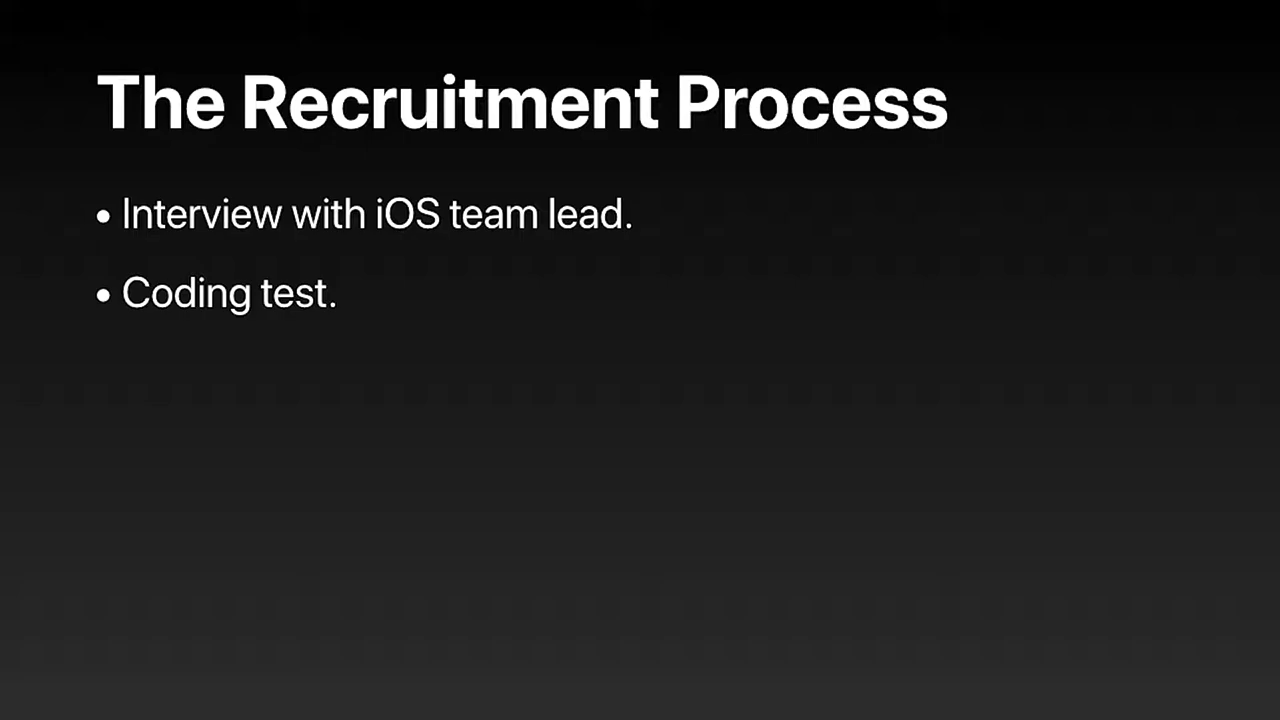 The Recruitment Process
• Interview with iOS team lead.
• Coding test.